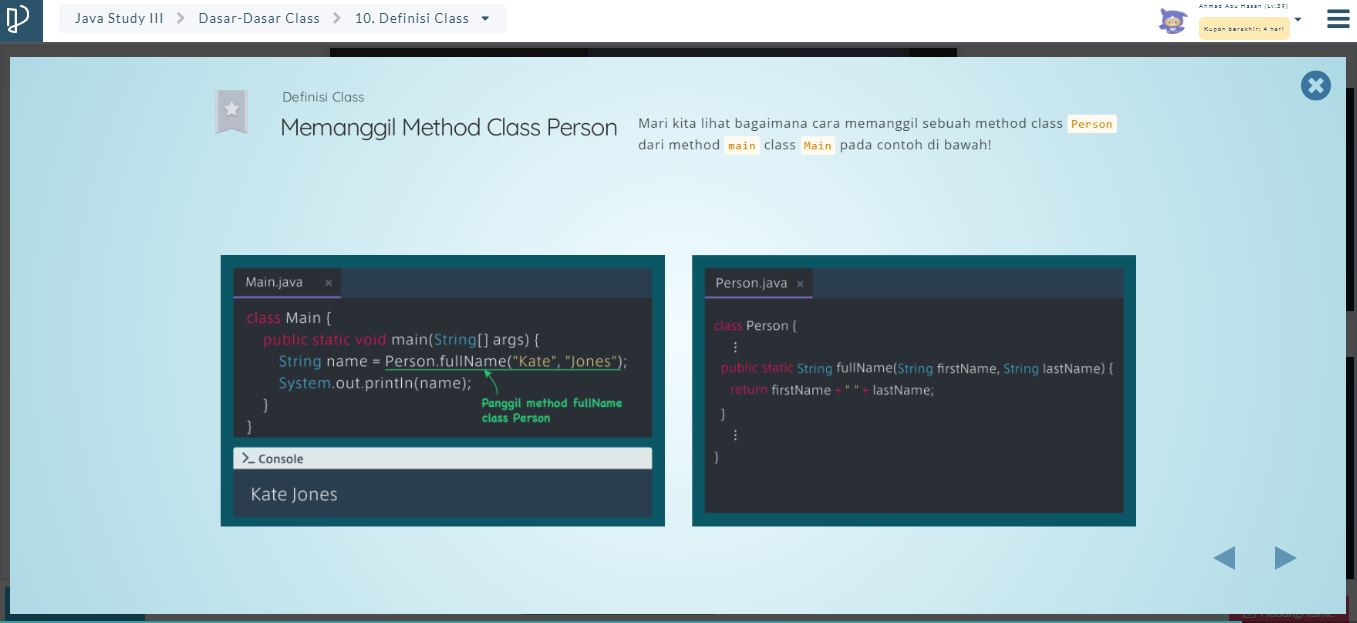 Java Study III > Dasar-Dasar Class > 10. Definisi Class
Ahmad Abu Hasan (Lv.59)
Kupon berakhir: 4 hari
Definisi Class
Memanggil Method Class Person
Mari kita lihat bagaimana cara memanggil sebuah method class Person
dari method main class Main pada contoh di bawah!
Main.java ×
class Main {
public static void main(String[] args) {
String name = Person.fullName("Kate", "Jones");
System.out.println(name);
}
}
Panggil method fullName
class Person
>_ Console
Kate Jones
Person.java ×
class Person {
⋮
public static String fullName(String firstName, String lastName) {
return firstName + " " + lastName;
}
⋮
}